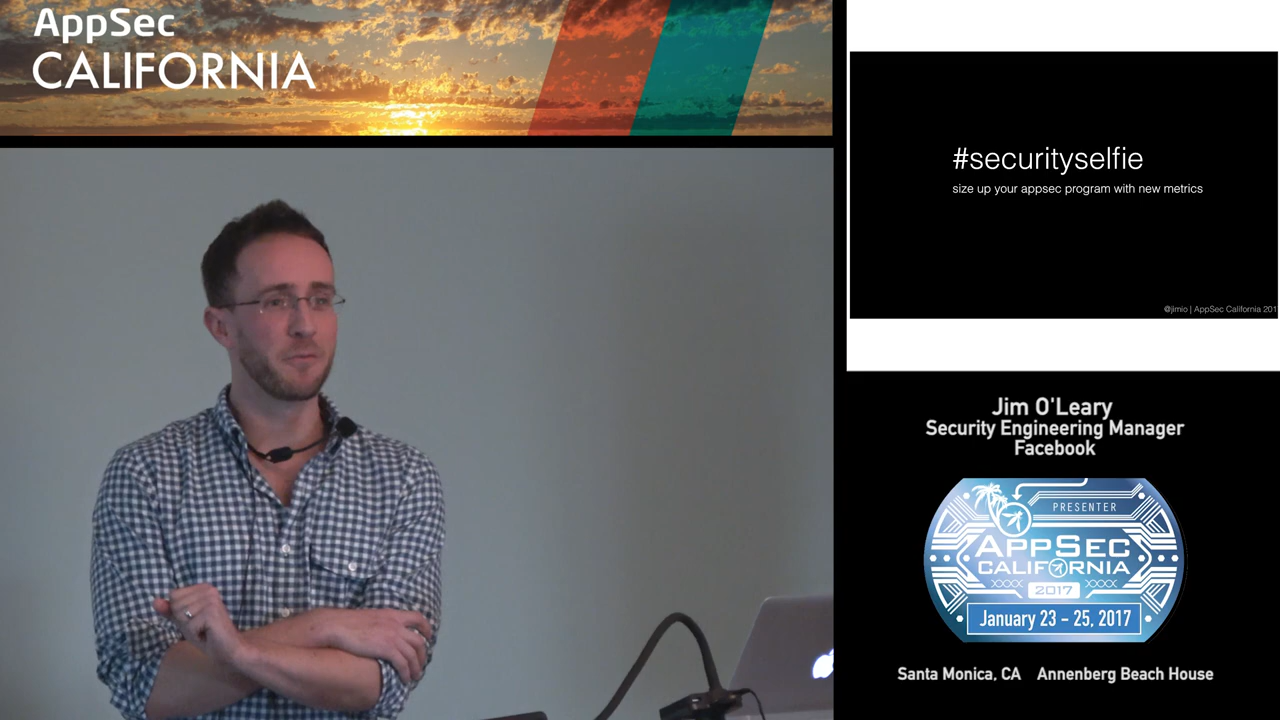 AppSec
CALIFORNIA
#securityselfie
size up your appsec program with new metrics
@jimio | AppSec California 201
Jim O'Leary
Security Engineering Manager
Facebook
PRESENTER
APPSEC
CALIFORNIA
2017
January 23 - 25, 2017
Santa Monica, CA Annenberg Beach House